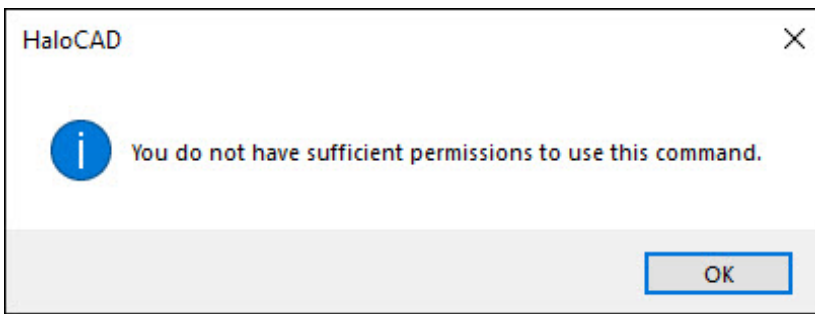 HaloCAD
You do not have sufficient permissions to use this command.
OK